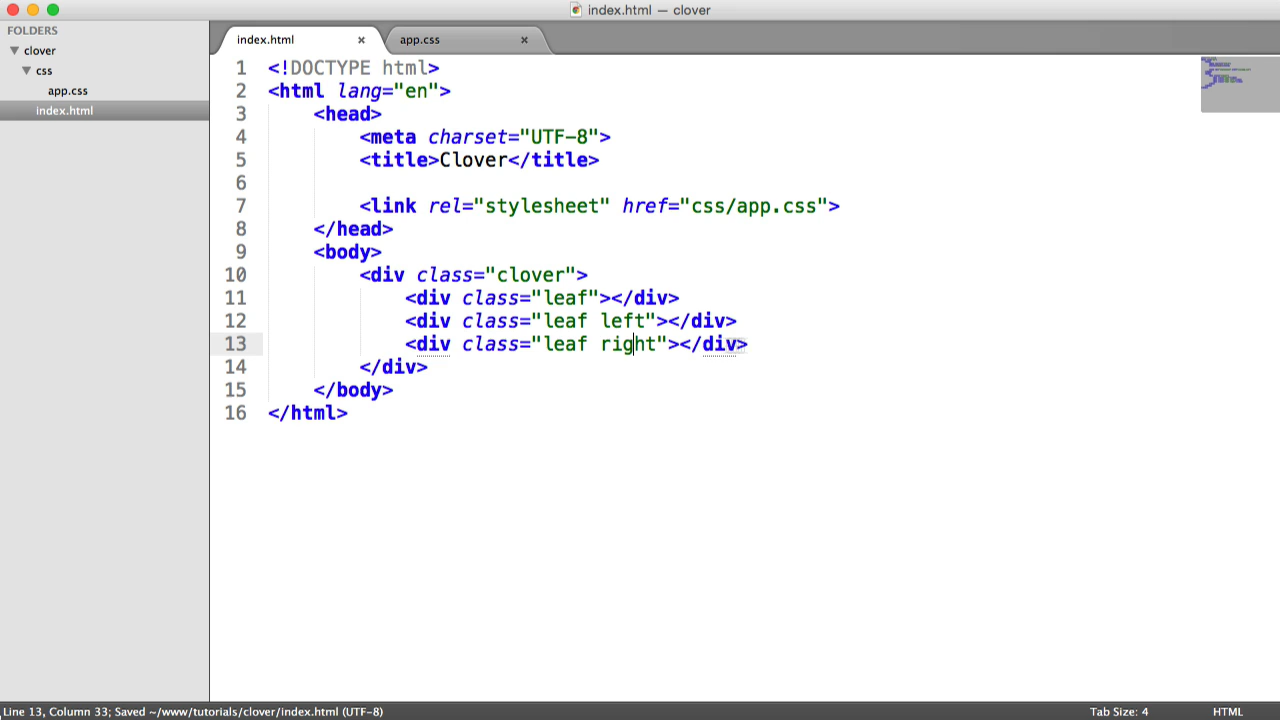 index.html — clover
FOLDERS
clover
css
app.css
index.html
index.html
app.css
1 <!DOCTYPE html>
2 <html lang="en">
3 <head>
4 <meta charset="UTF-8">
5 <title>Clover</title>
6
7 <link rel="stylesheet" href="css/app.css">
8 </head>
9 <body>
10 <div class="clover">
11 <div class="leaf"></div>
12 <div class="leaf left"></div>
13 <div class="leaf right"></div>
14 </div>
15 </body>
16 </html>
Line 13, Column 33; Saved ~/www/tutorials/clover/index.html (UTF-8)
Tab Size: 4
HTML